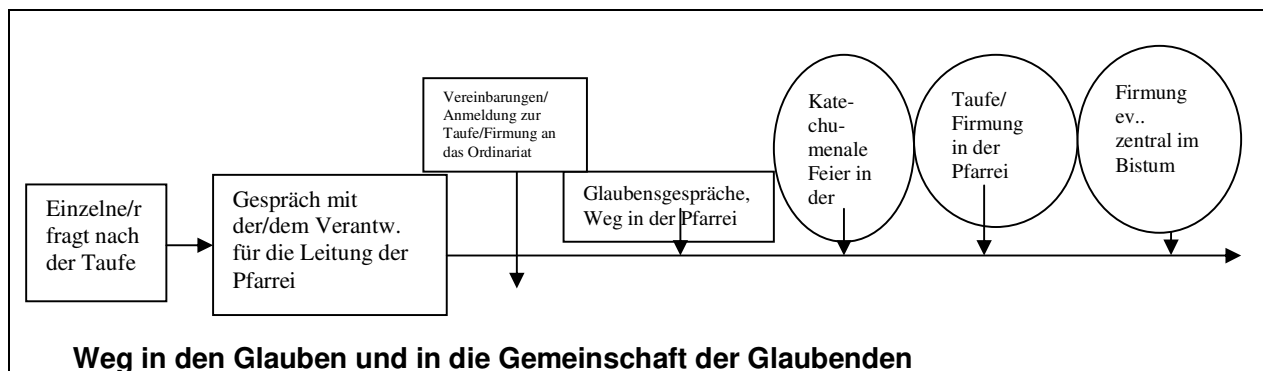 Einzelne/r
fragt nach
der Taufe
Gespräch mit
der/dem Verantw.
für die Leitung der
Pfarrei
Vereinbarungen/
Anmeldung zur
Taufe/Firmung an
das Ordinariat
Glaubensgespräche,
Weg in der Pfarrei
Kate-
chu-
menale
Feier in
der
Taufe/
Firmung
in der
Pfarrei
Firmung
ev..
zentral im
Bistum
Weg in den Glauben und in die Gemeinschaft der Glaubenden